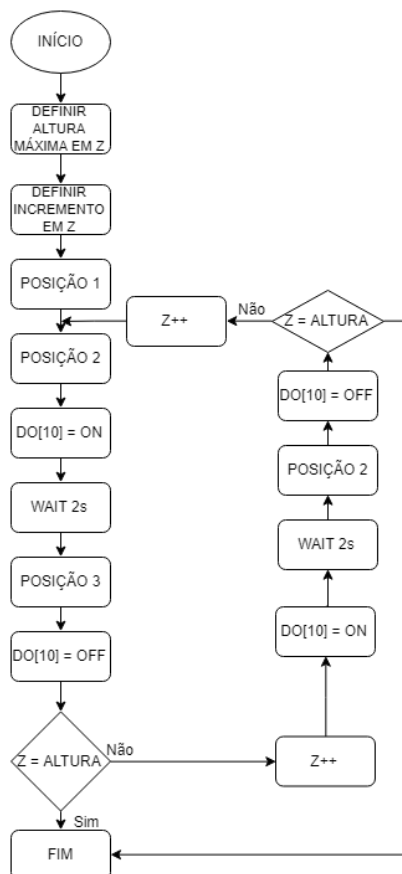 INÍCIO
DEFINIR
ALTURA
MÁXIMA EM Z
DEFINIR
INCREMENTO
EM Z
POSIÇÃO 1
POSIÇÃO 2
DO[10] = ON
WAIT 2s
POSIÇÃO 3
DO[10] = OFF
Z = ALTURA
Não
Sim
FIM
Z++
DO[10] = ON
WAIT 2s
POSIÇÃO 2
DO[10] = OFF
Z = ALTURA
Não
Z++